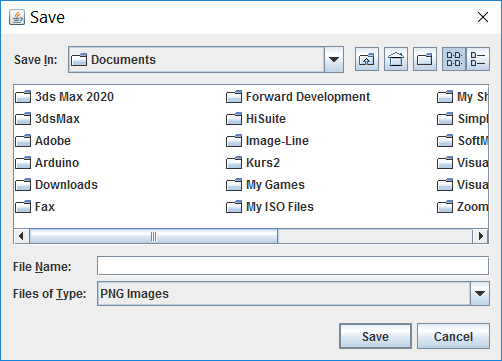 Save
Save In: Documents
3ds Max 2020
3dsMax
Adobe
Arduino
Downloads
Fax
Forward Development
HiSuite
Image-Line
Kurs2
My Games
My ISO Files
My Sh
Simpl
SoftM
Visua
Visua
Zoom
File Name:
Files of Type: PNG Images
Save Cancel